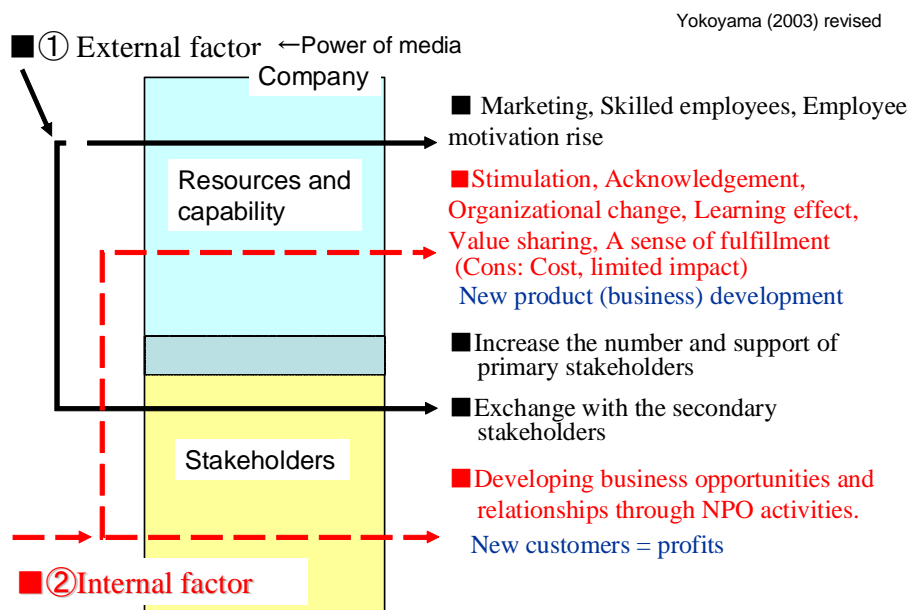 Yokoyama (2003) revised
■① External factor ←Power of media
Company
■ Marketing, Skilled employees, Employee
motivation rise
Resources and
capability
■Stimulation, Acknowledgement,
Organizational change, Learning effect,
Value sharing, A sense of fulfillment
(Cons: Cost, limited impact)
New product (business) development
■Increase the number and support of
primary stakeholders
■Exchange with the secondary
stakeholders
Stakeholders
■Developing business opportunities and
relationships through NPO activities.
New customers = profits
■②Internal factor